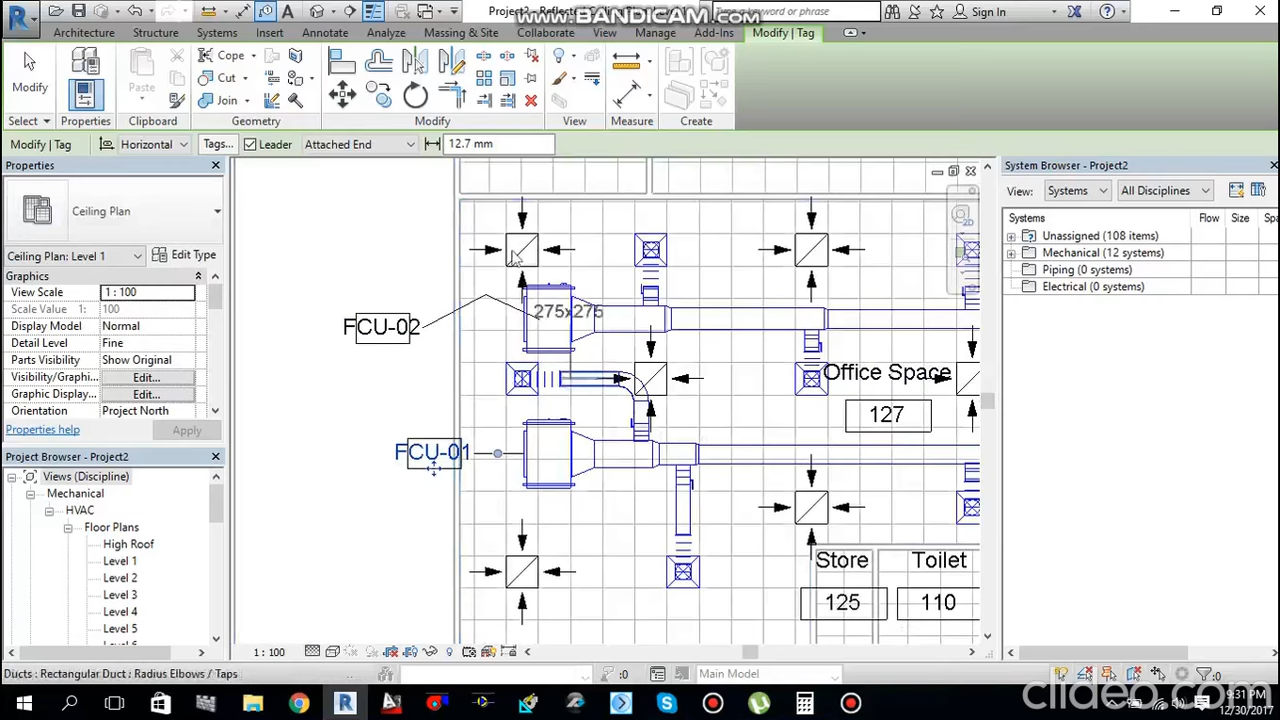 Project2 - Reflected Ceiling Pla...
www.BANDICAM.com
Type a keyword or phrase
Sign In
Architecture Structure Systems Insert Annotate Analyze Massing & Site Collaborate View Manage Add-Ins Modify | Tag
Modify Properties Paste Cope Cut Join
Select Properties Clipboard Geometry Modify View Measure Create
Modify | Tag Horizontal Tags... Leader Attached End 12.7 mm
Properties
Ceiling Plan
Ceiling Plan: Level 1 Edit Type
Graphics
View Scale 1 : 100
Scale Value 1: 100
Display Model Normal
Detail Level Fine
Parts Visibility Show Original
Visibility/Graphi... Edit...
Graphic Display... Edit...
Orientation Project North
Properties help Apply
Project Browser - Project2
Views (Discipline)
Mechanical
HVAC
Floor Plans
High Roof
Level 1
Level 2
Level 3
Level 4
Level 5
FCU-02
275x275
Office Space
127
FCU-01
Store Toilet
125 110
System Browser - Project2
View: Systems All Disciplines
Systems Flow Size Sp
Unassigned (108 items)
Mechanical (12 systems)
Piping (0 systems)
Electrical (0 systems)
1 : 100
Ducts : Rectangular Duct : Radius Elbows / Taps :0 Main Model :0
9:31 PM
12/30/2017
clideo.com